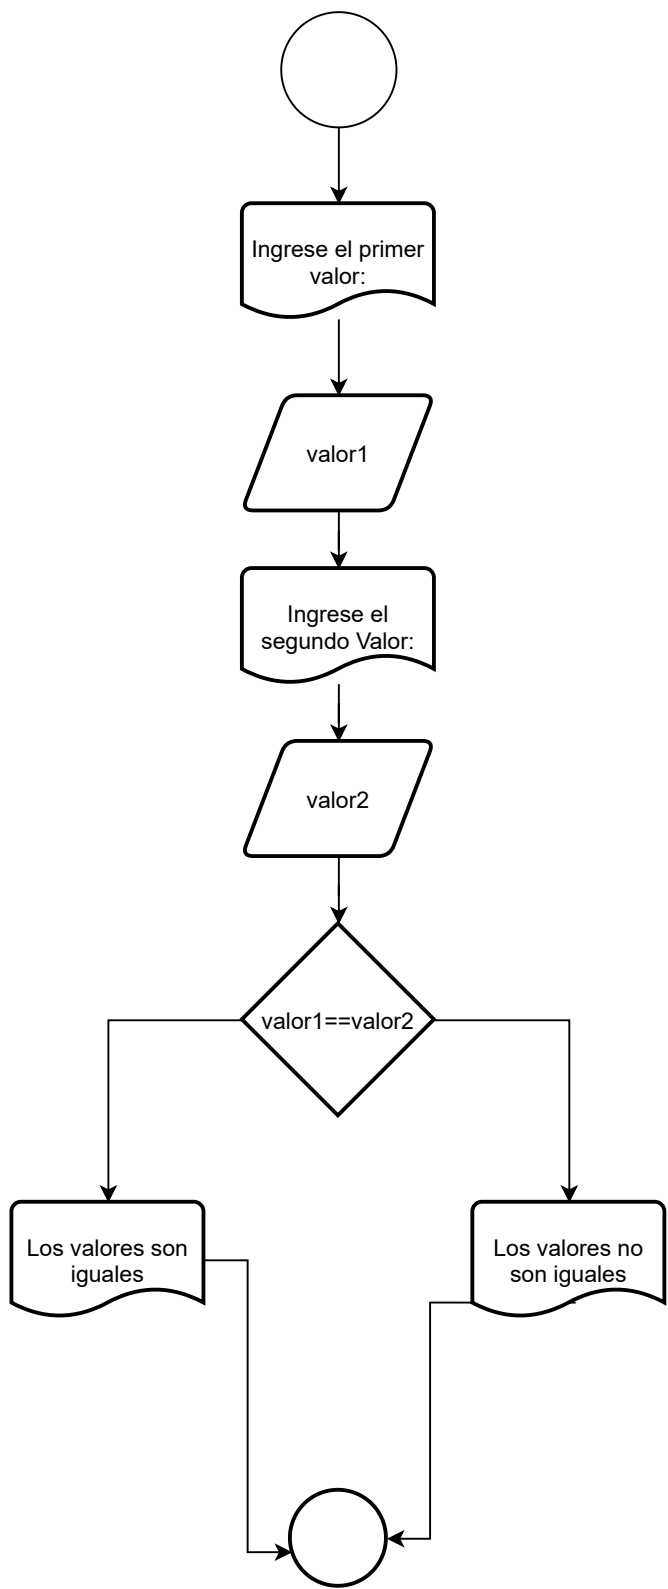 Ingrese el primer
valor:
valor1
Ingrese el
segundo Valor:
valor2
valor1==valor2
Los valores son
iguales
Los valores no
son iguales